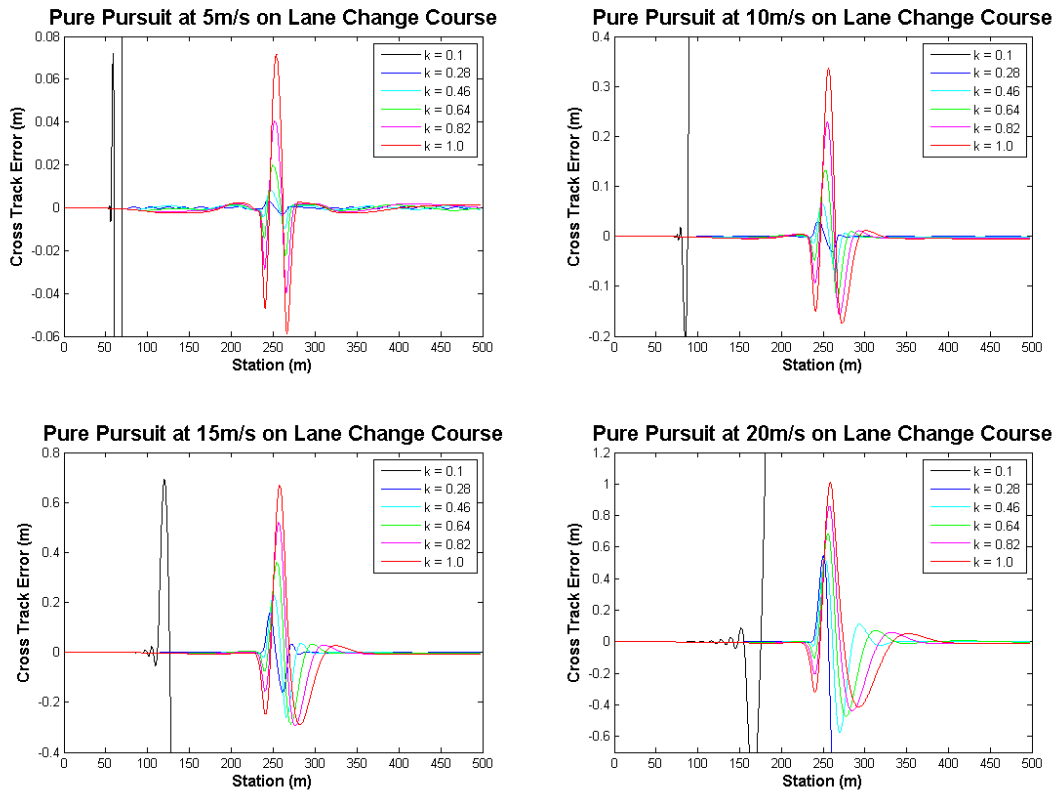 Pure Pursuit at 5m/s on Lane Change Course
Cross Track Error (m)
0.08
0.06
0.04
0.02
0
-0.02
-0.04
-0.06
0 50 100 150 200 250 300 350 400 450 500
Station (m)
k = 0.1
k = 0.28
k = 0.46
k = 0.64
k = 0.82
k = 1.0
Pure Pursuit at 10m/s on Lane Change Course
Cross Track Error (m)
0.4
0.3
0.2
0.1
0
-0.1
-0.2
0 50 100 150 200 250 300 350 400 450 500
Station (m)
k = 0.1
k = 0.28
k = 0.46
k = 0.64
k = 0.82
k = 1.0
Pure Pursuit at 15m/s on Lane Change Course
Cross Track Error (m)
0.8
0.6
0.4
0.2
0
-0.2
-0.4
0 50 100 150 200 250 300 350 400 450 500
Station (m)
k = 0.1
k = 0.28
k = 0.46
k = 0.64
k = 0.82
k = 1.0
Pure Pursuit at 20m/s on Lane Change Course
Cross Track Error (m)
1.2
1
0.8
0.6
0.4
0.2
0
-0.2
-0.4
-0.6
0 50 100 150 200 250 300 350 400 450 500
Station (m)
k = 0.1
k = 0.28
k = 0.46
k = 0.64
k = 0.82
k = 1.0